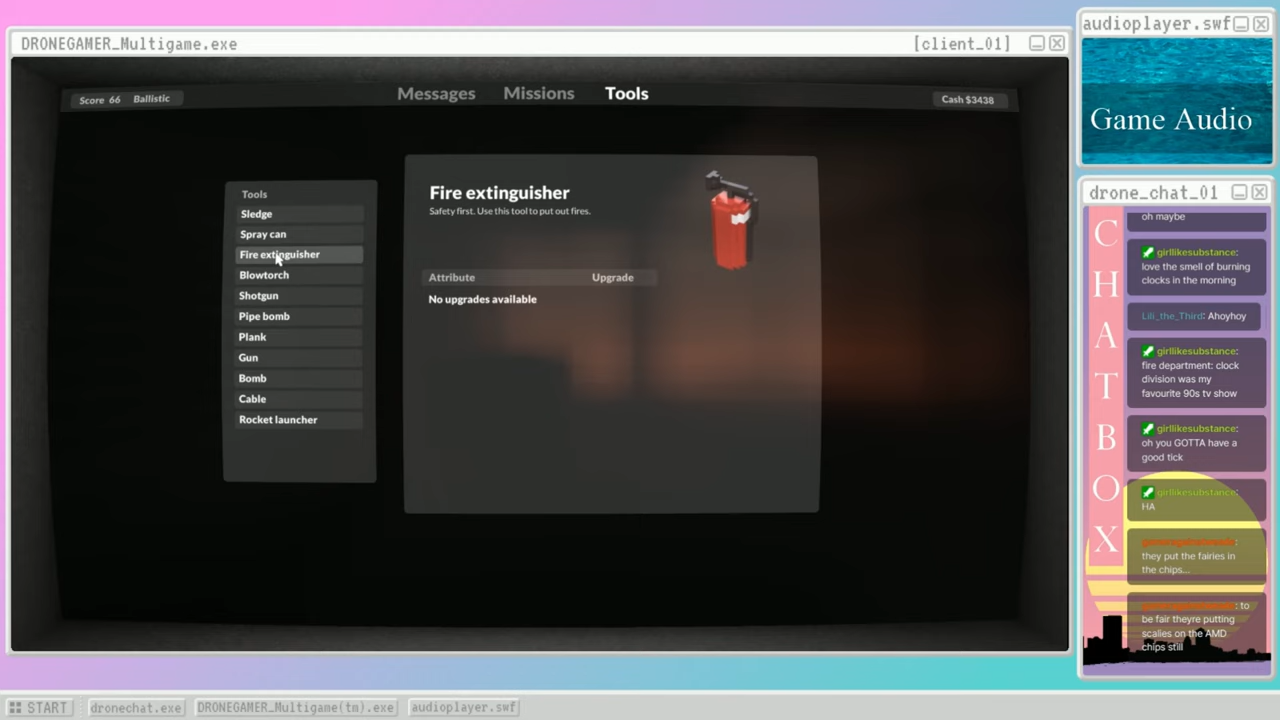 DRONEGAMER_Multigame.exe
[client_01]
Score 66 Ballistic
Messages Missions Tools
Cash $3438
Tools
Sledge
Spray can
Fire extinguisher
Blowtorch
Shotgun
Pipe bomb
Plank
Gun
Bomb
Cable
Rocket launcher
Fire extinguisher
Safety first. Use this tool to put out fires.
Attribute Upgrade
No upgrades available
audioplayer.swf
Game Audio
drone_chat_01
CHATBOX
oh maybe
girllikesubstance:
love the smell of burning
clocks in the morning
Lili_the_Third: Ahoyhoy
girllikesubstance:
fire department: clock
division was my
favourite 90s tv show
girllikesubstance:
oh you GOTTA have a
good tick
girllikesubstance:
HA
they put the fairies in
the chips...
: to
be fair theyre putting
scalies on the AMD
chips still
START
dronechat.exe
DRONEGAMER_Multigame(tm).exe
audioplayer.swf